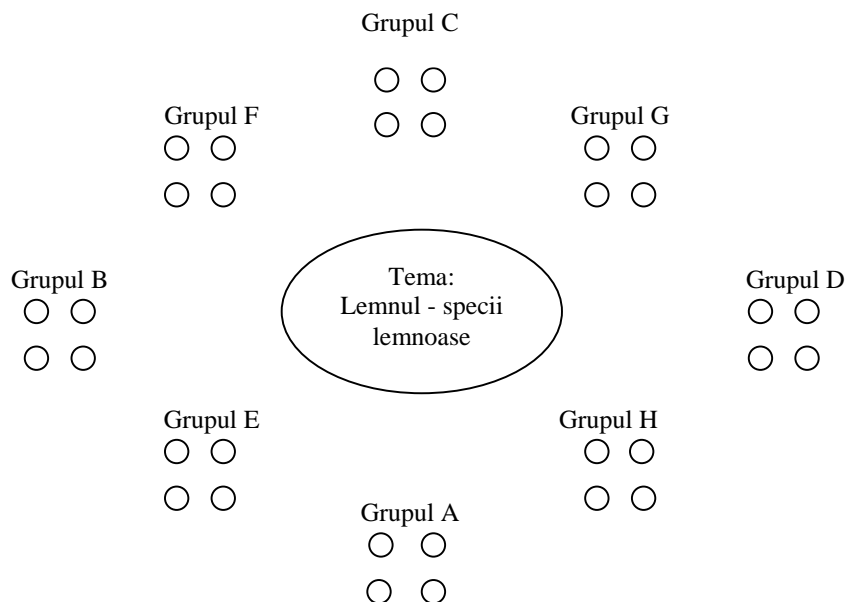 Grupul C
Grupul F
Grupul G
Grupul B
Tema:
Lemnul - specii
lemnoase
Grupul D
Grupul E
Grupul H
Grupul A